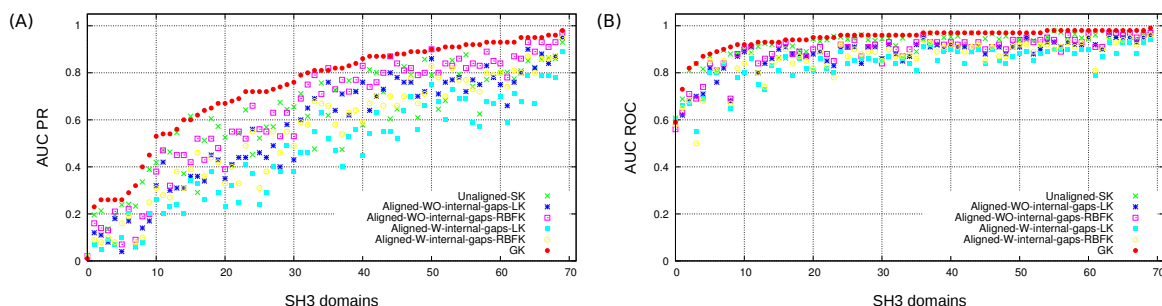 (A)
AUC PR
1
0.8
0.6
0.4
0.2
0
0 10 20 30 40 50 60 70
SH3 domains
Unaligned-SK
Aligned-WO-internal-gaps-LK
Aligned-WO-internal-gaps-RBFK
Aligned-W-internal-gaps-LK
Aligned-W-internal-gaps-RBFK
GK
(B)
AUC ROC
1
0.8
0.6
0.4
0.2
0
0 10 20 30 40 50 60 70
SH3 domains
Unaligned-SK
Aligned-WO-internal-gaps-LK
Aligned-WO-internal-gaps-RBFK
Aligned-W-internal-gaps-LK
Aligned-W-internal-gaps-RBFK
GK